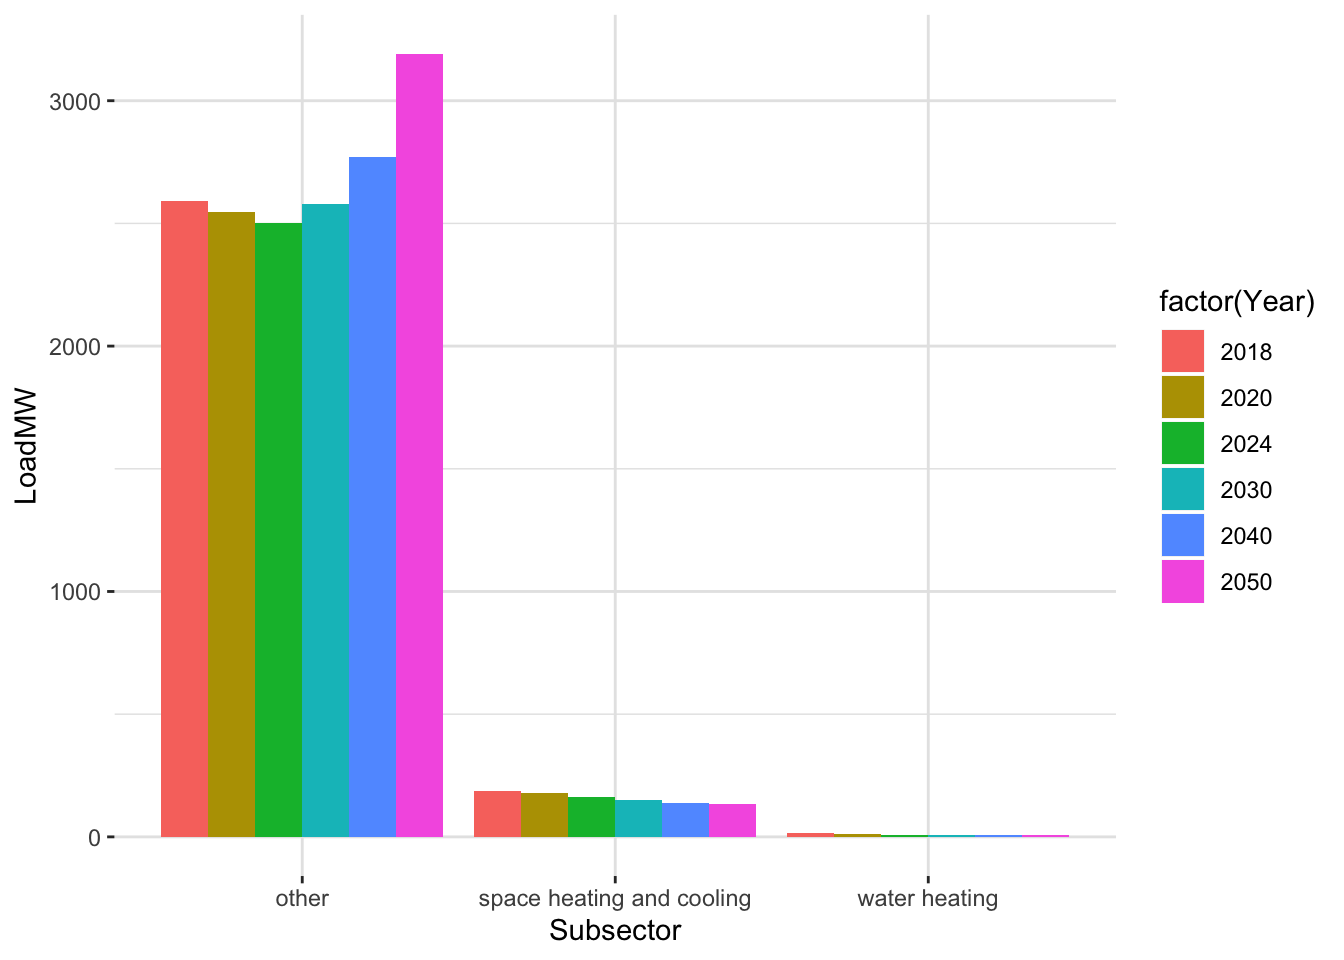 3000
2000
1000
0
LoadMW
other
space heating and cooling
water heating
Subsector
factor(Year)
2018
2020
2024
2030
2040
2050